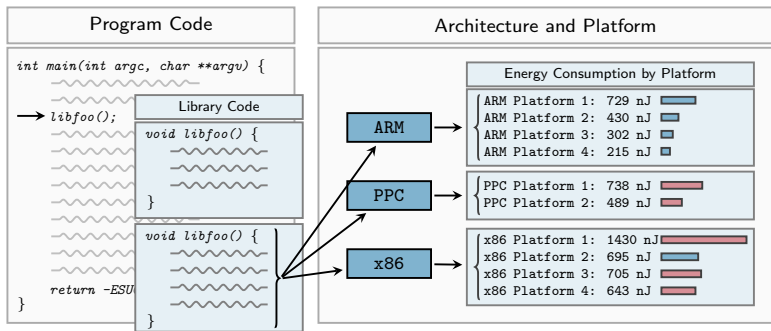 Program Code
int main(int argc, char **argv) {
libfoo();
return -ESU
}
Library Code
void libfoo() {
}
void libfoo() {
}
Architecture and Platform
ARM
PPC
x86
Energy Consumption by Platform
ARM Platform 1: 729 nJ
ARM Platform 2: 430 nJ
ARM Platform 3: 302 nJ
ARM Platform 4: 215 nJ
PPC Platform 1: 738 nJ
PPC Platform 2: 489 nJ
x86 Platform 1: 1430 nJ
x86 Platform 2: 695 nJ
x86 Platform 3: 705 nJ
x86 Platform 4: 643 nJ